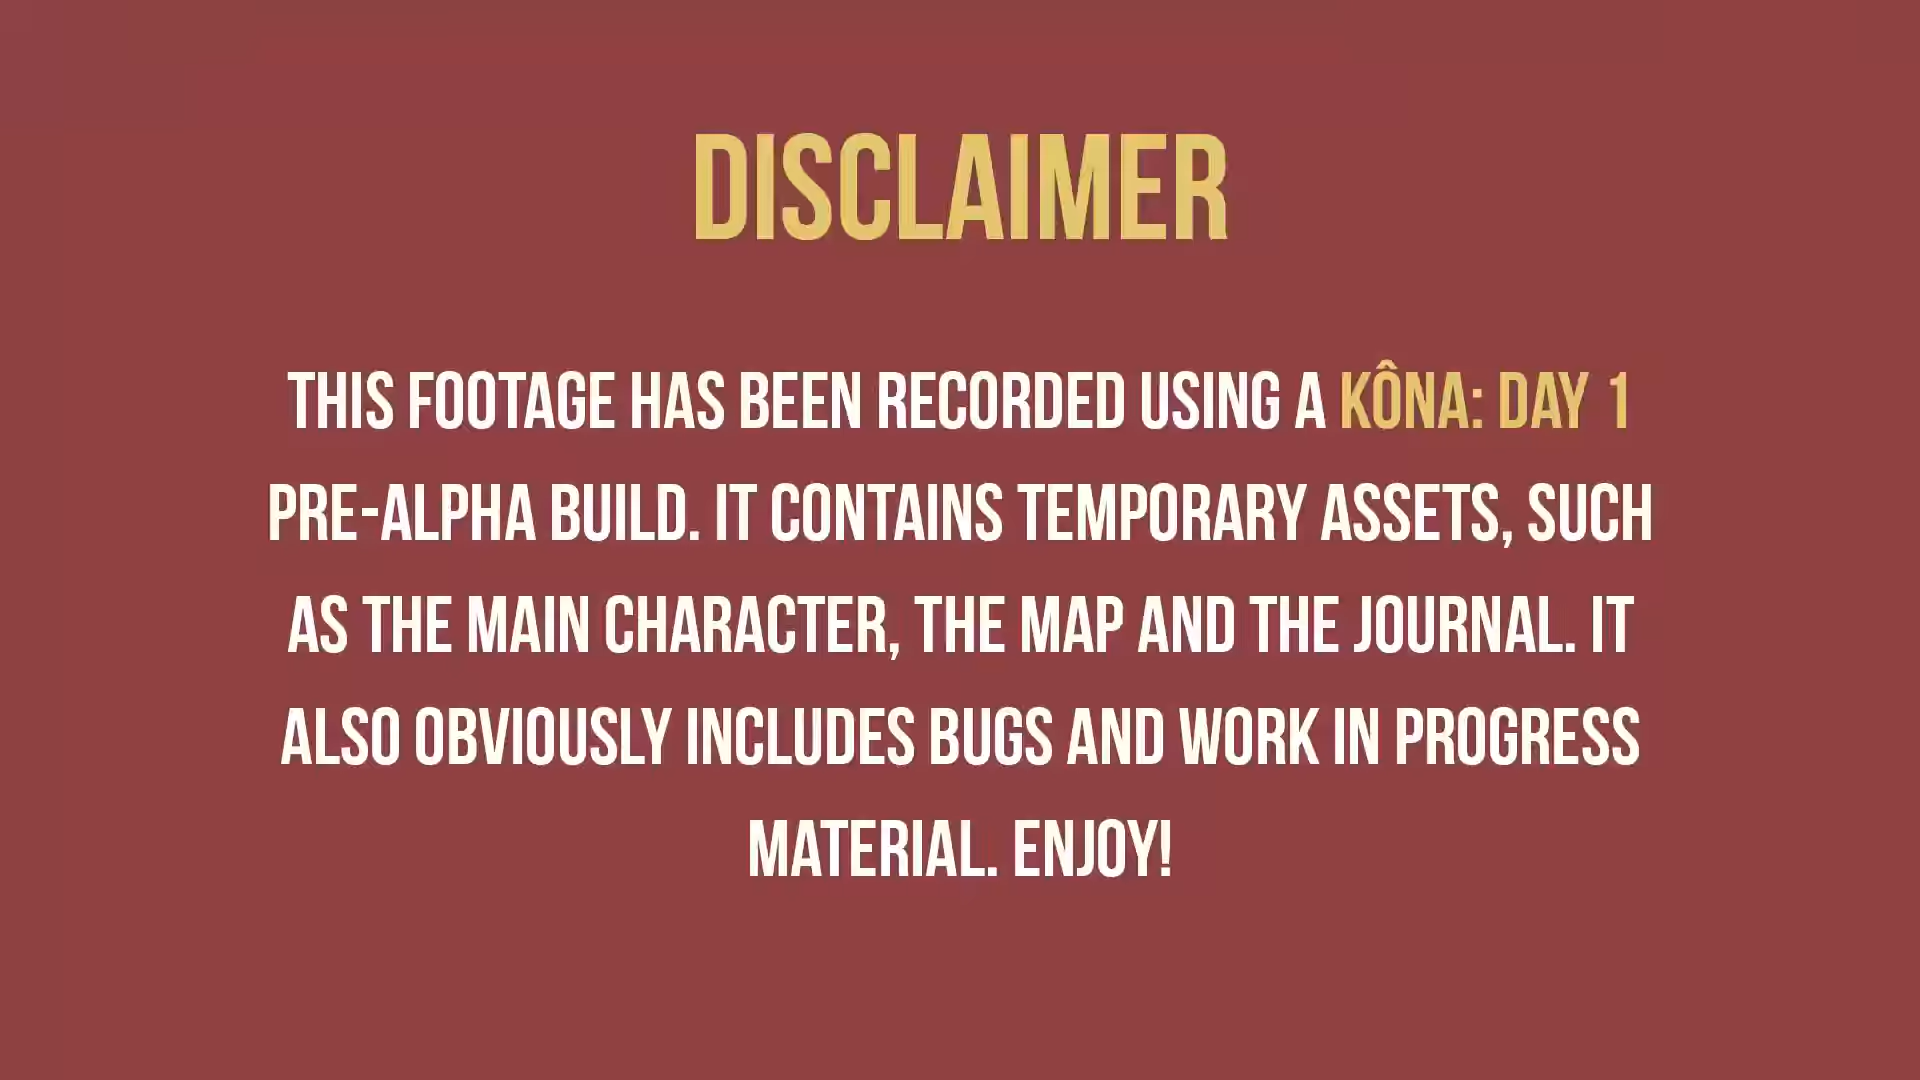 DISCLAIMER
THIS FOOTAGE HAS BEEN RECORDED USING A KÔNA: DAY 1
PRE-ALPHA BUILD. IT CONTAINS TEMPORARY ASSETS, SUCH
AS THE MAIN CHARACTER, THE MAP AND THE JOURNAL. IT
ALSO OBVIOUSLY INCLUDES BUGS AND WORK IN PROGRESS
MATERIAL. ENJOY!